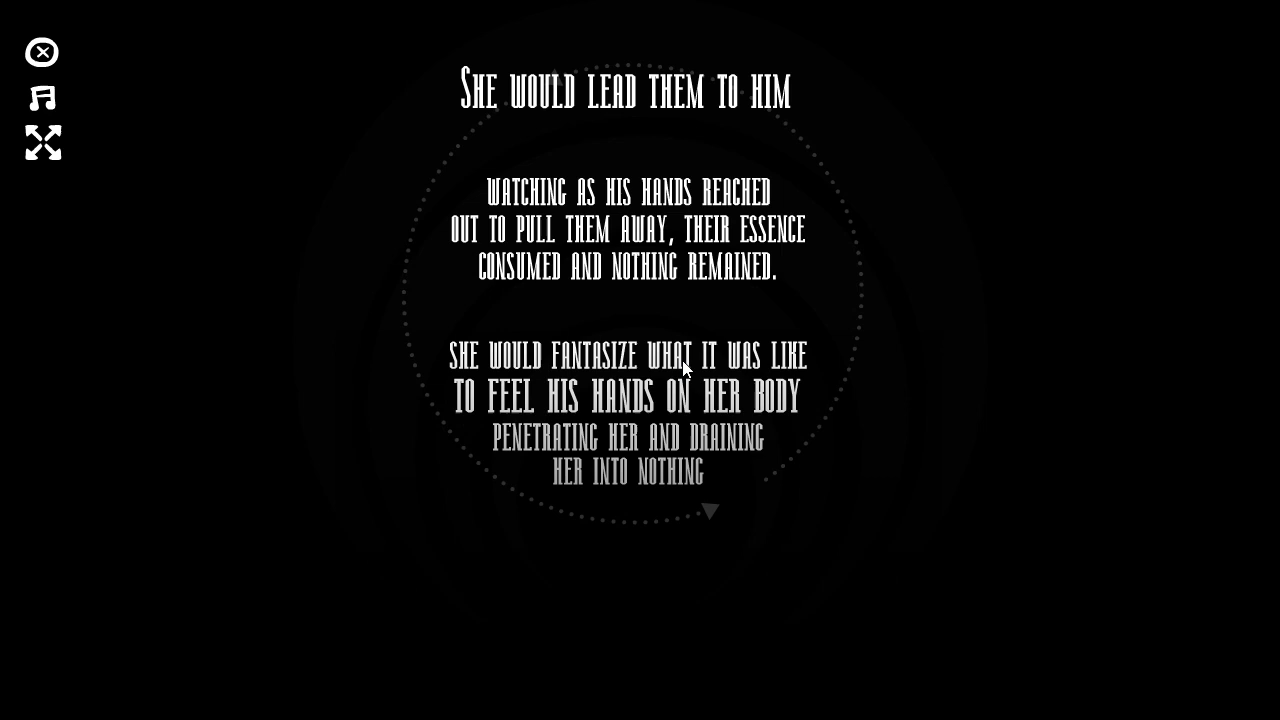 She would lead them to him
watching as his hands reached
out to pull them away, their essence
consumed and nothing remained.
she would fantasize what it was like
to feel his hands on her body
penetrating her and draining
her into nothing